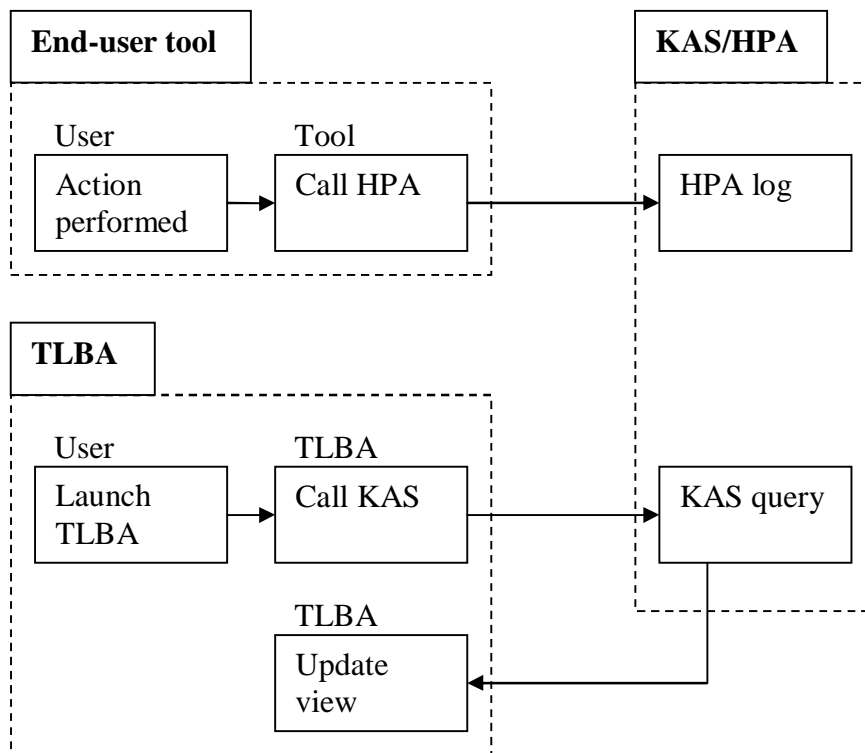 End-user tool
KAS/HPA
User
Tool
Action
performed
Call HPA
HPA log
TLBA
User
TLBA
Launch
TLBA
Call KAS
KAS query
TLBA
Update
view